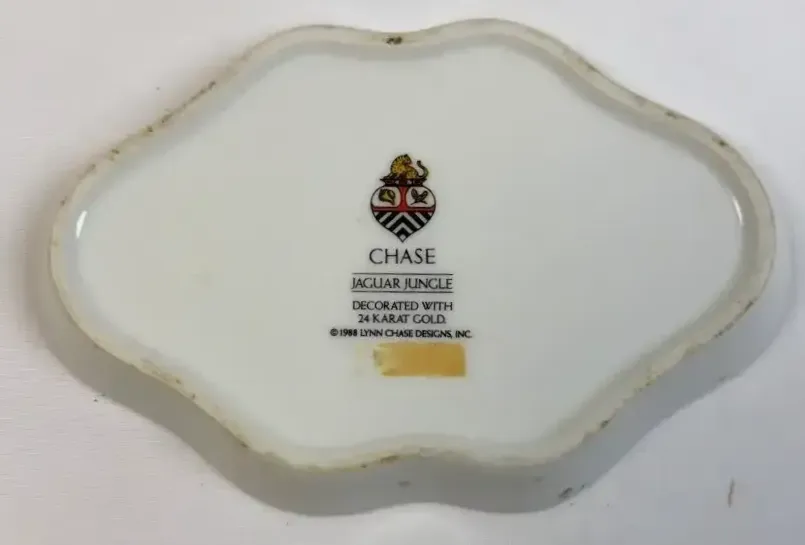 CHASE
JAGUAR JUNGLE
DECORATED WITH
24 KARAT GOLD.
© 1988 LYNN CHASE DESIGNS, INC.